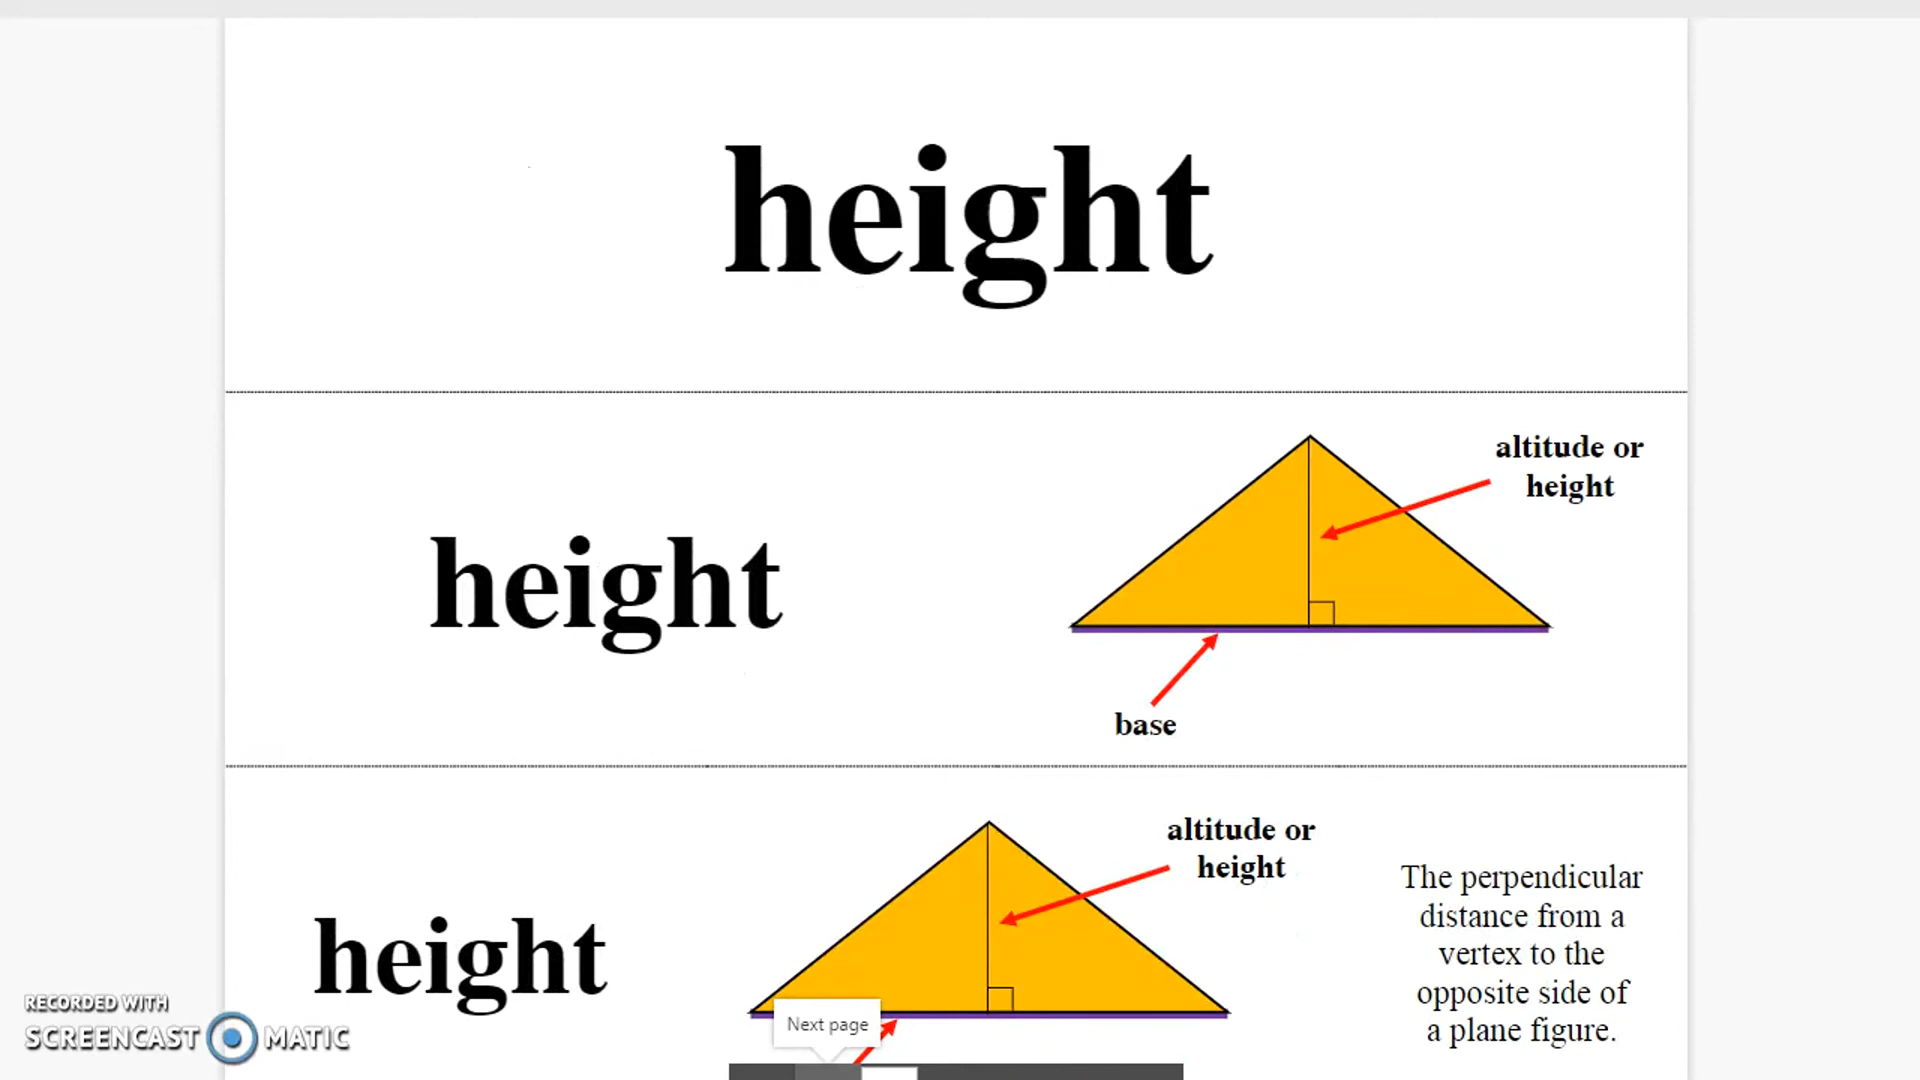 height
altitude or
height
height
base
altitude or
height
The perpendicular
distance from a
vertex to the
opposite side of
a plane figure.
height
Next page
RECORDED WITH
SCREENCAST MATIC